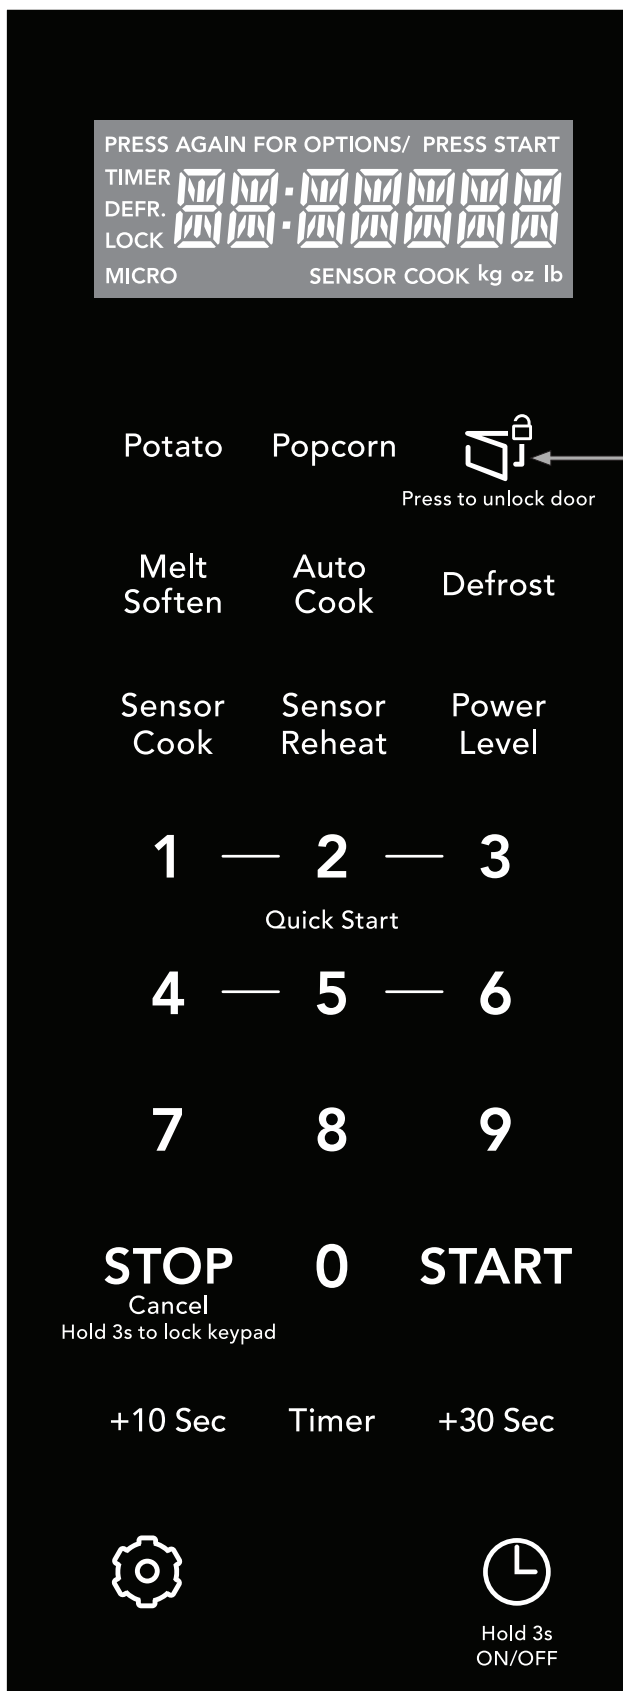 PRESS AGAIN FOR OPTIONS/ PRESS START
TIMER
DEFR.
LOCK
MICRO SENSOR COOK kg oz lb
Potato Popcorn
Press to unlock door
Melt Soften
Auto Cook
Defrost
Sensor Cook
Sensor Reheat
Power Level
1 — 2 — 3
Quick Start
4 — 5 — 6
7 8 9
STOP 0 START
Cancel
Hold 3s to lock keypad
+10 Sec Timer +30 Sec
Hold 3s
ON/OFF